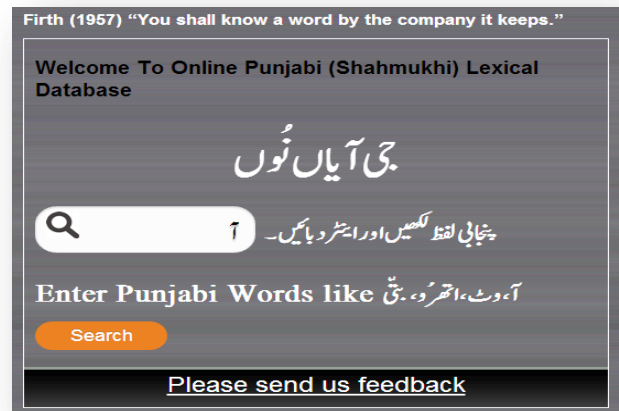 Firth (1957) “You shall know a word by the company it keeps.”
Welcome To Online Punjabi (Shahmukhi) Lexical
Database
جی آیاں نُوں
پنجابی لفظ لکھیں اور اینٹر دبائیں۔ آ
Enter Punjabi Words like آ، وٹ، اتھرُو، بتّی
Search
Please send us feedback